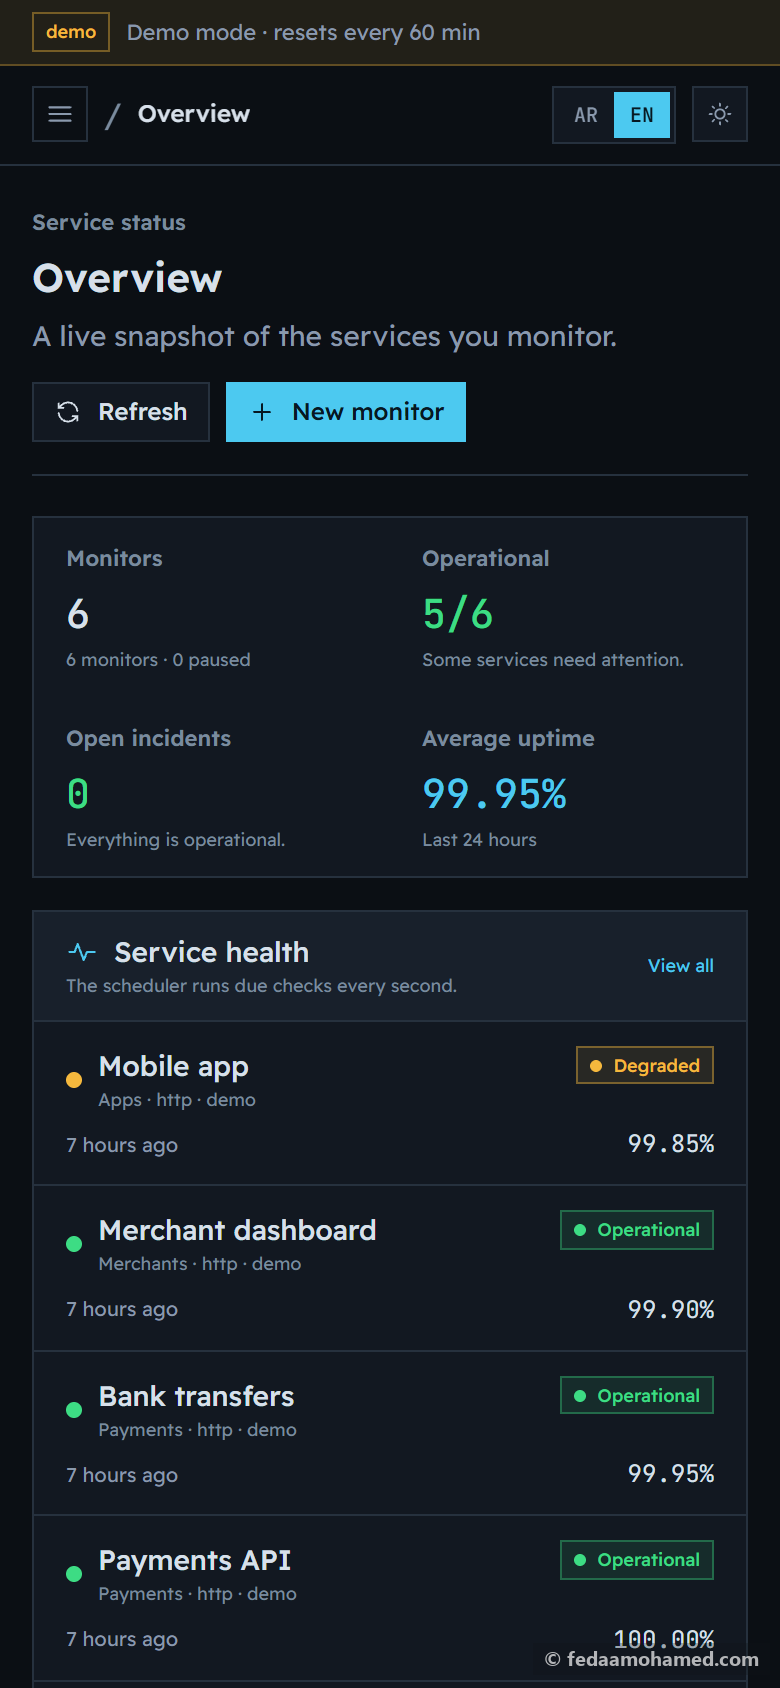 demo Demo mode · resets every 60 min
/ Overview AR EN
Service status
Overview
A live snapshot of the services you monitor.
Refresh + New monitor
Monitors
6
6 monitors · 0 paused
Operational
5/6
Some services need attention.
Open incidents
0
Everything is operational.
Average uptime
99.95%
Last 24 hours
Service health
The scheduler runs due checks every second.
View all
Mobile app
Degraded
Apps · http · demo
7 hours ago 99.85%
Merchant dashboard
Operational
Merchants · http · demo
7 hours ago 99.90%
Bank transfers
Operational
Payments · http · demo
7 hours ago 99.95%
Payments API
Operational
Payments · http · demo
7 hours ago 100.00%
© fedaamohamed.com